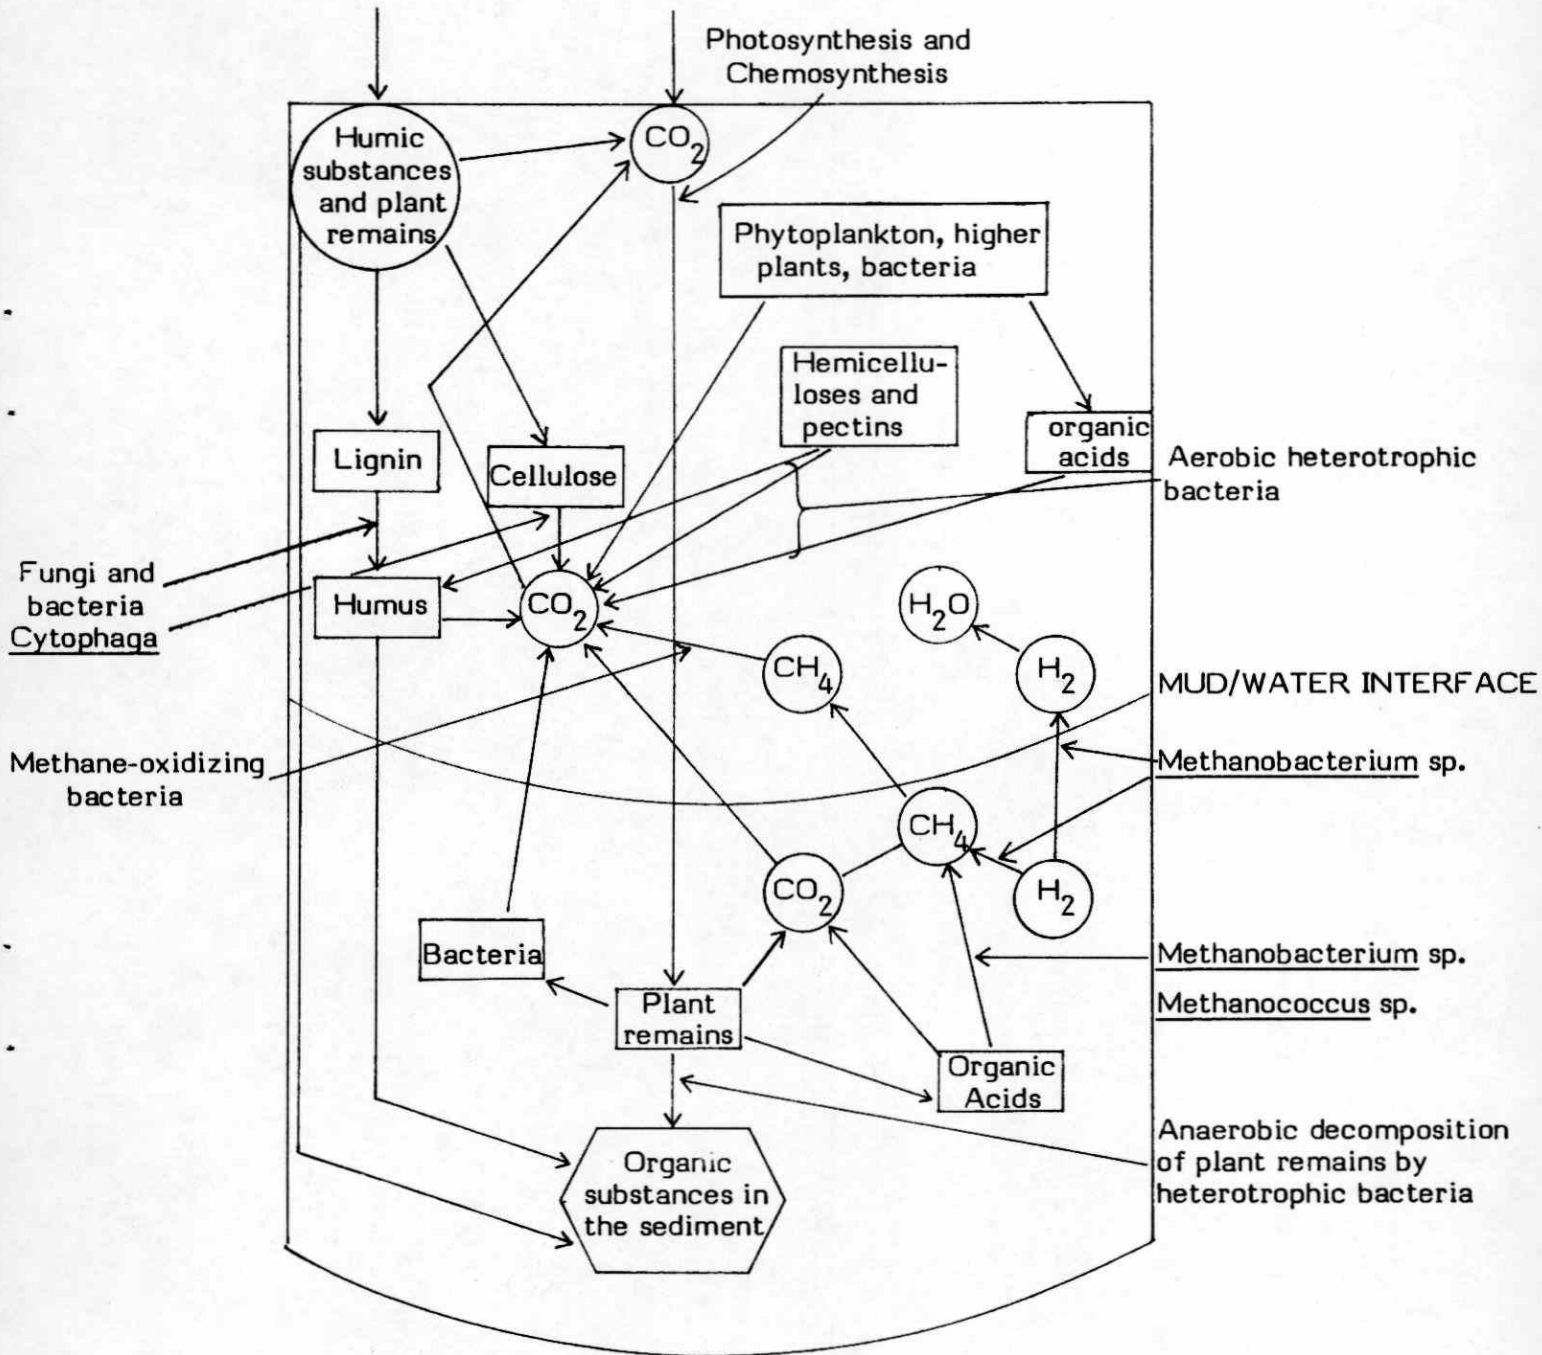 Photosynthesis and
Chemosynthesis
Humic
substances
and plant
remains
CO2
Phytoplankton, higher
plants, bacteria
Hemicellu-
loses and
pectins
organic
acids
Lignin
Cellulose
Aerobic heterotrophic
bacteria
Fungi and
bacteria
Cytophaga
Humus
CO2
H2O
CH4
H2
MUD/WATER INTERFACE
Methane-oxidizing
bacteria
Methanobacterium sp.
CH4
CO2
H2
Bacteria
Methanobacterium sp.
Methanococcus sp.
Plant
remains
Organic
Acids
Anaerobic decomposition
of plant remains by
heterotrophic bacteria
Organic
substances in
the sediment